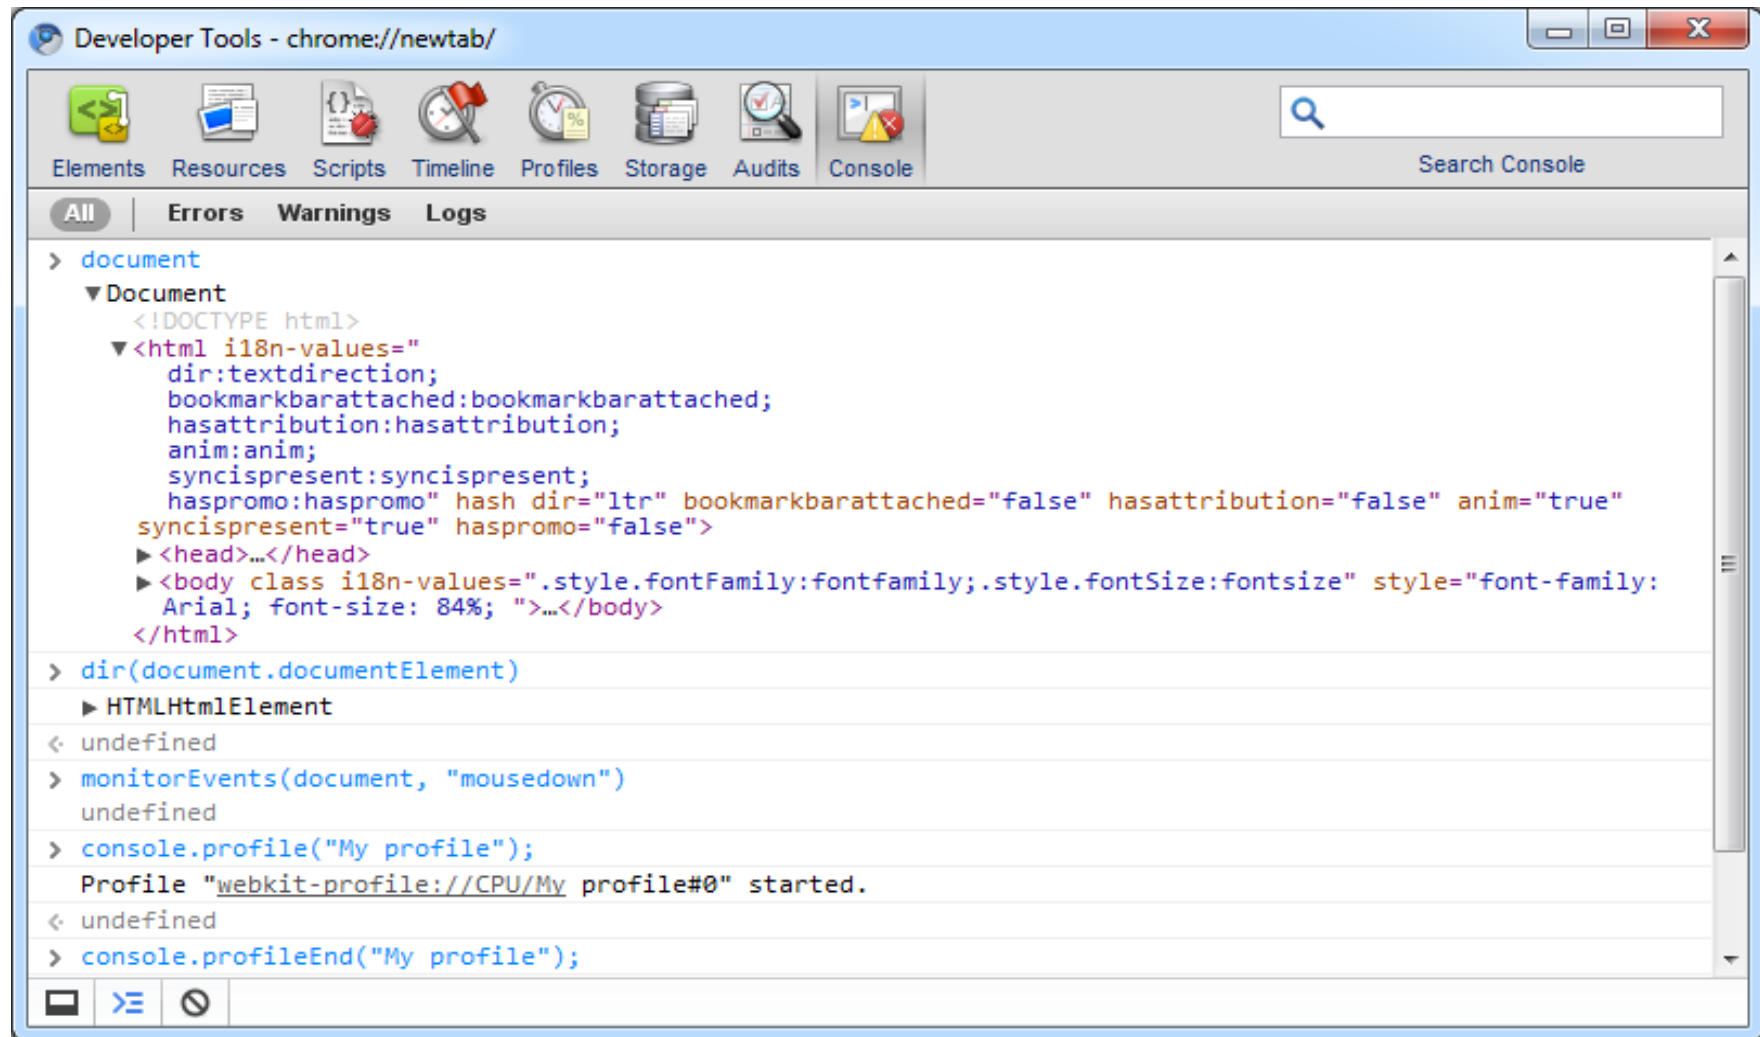 Developer Tools - chrome://newtab/
Elements Resources Scripts Timeline Profiles Storage Audits Console Search Console
All Errors Warnings Logs
> document
▼Document
<!DOCTYPE html>
▼<html i18n-values="
dir:textdirection;
bookmarkbarattached:bookmarkbarattached;
hasattribution:hasattribution;
anim:anim;
syncispresent:syncispresent;
haspromo:haspromo" hash dir="ltr" bookmarkbarattached="false" hasattribution="false" anim="true"
syncispresent="true" haspromo="false">
▶<head>…</head>
▶<body class i18n-values=".style.fontFamily:fontfamily;.style.fontSize:fontsize" style="font-family:
Arial; font-size: 84%; ">…</body>
</html>
> dir(document.documentElement)
▶HTMLHtmlElement
undefined
> monitorEvents(document, "mousedown")
undefined
> console.profile("My profile");
Profile "webkit-profile://CPU/My profile#0" started.
undefined
> console.profileEnd("My profile");